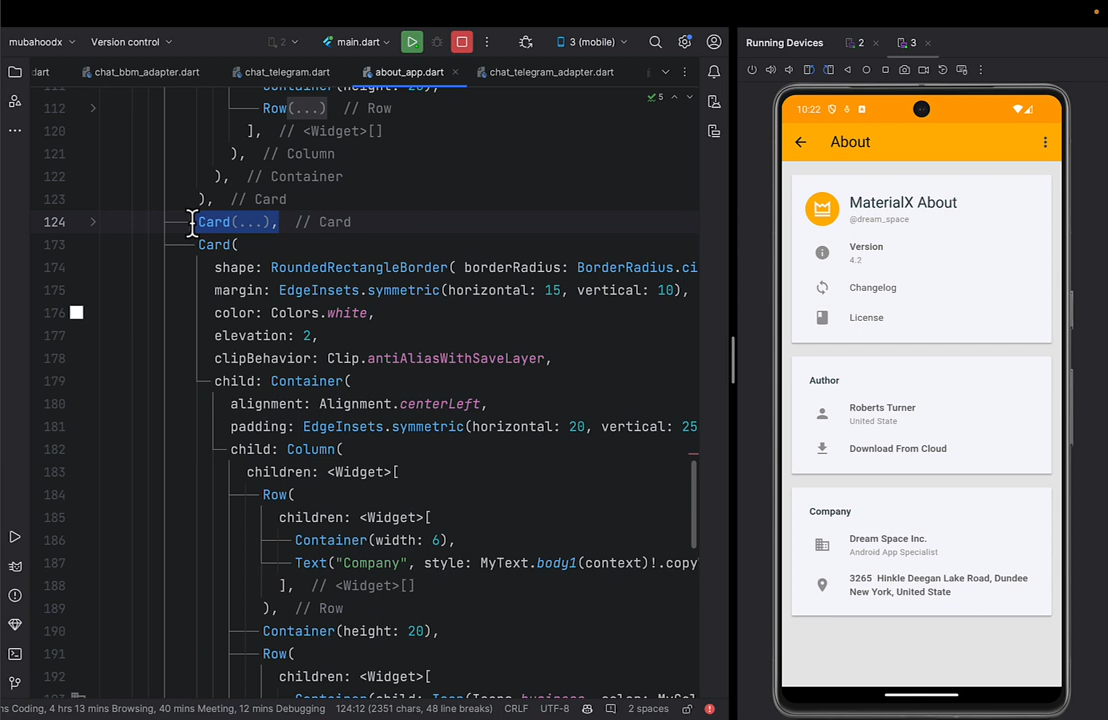 mubahoodx
Version control
2
main.dart
3 (mobile)
Running Devices
2
3
.dart
chat_bbm_adapter.dart
chat_telegram.dart
about_app.dart
chat_telegram_adapter.dart
5
Container(height: 20),
112
Row(...) // Row
120
], // <Widget>[]
121
), // Column
122
), // Container
123
), // Card
124
Card(...), // Card
173
Card(
174
shape: RoundedRectangleBorder( borderRadius: BorderRadius.ci
175
margin: EdgeInsets.symmetric(horizontal: 15, vertical: 10),
176
color: Colors.white,
177
elevation: 2,
178
clipBehavior: Clip.antiAliasWithSaveLayer,
179
child: Container(
180
alignment: Alignment.centerLeft,
181
padding: EdgeInsets.symmetric(horizontal: 20, vertical: 25
182
child: Column(
183
children: <Widget>[
184
Row(
185
children: <Widget>[
186
Container(width: 6),
187
Text("Company", style: MyText.body1(context)!.copy
188
], // <Widget>[]
189
), // Row
190
Container(height: 20),
191
Row(
192
children: <Widget>[
ns Coding, 4 hrs 13 mins Browsing, 40 mins Meeting, 12 mins Debugging
124:12 (2351 chars, 48 line breaks)
CRLF
UTF-8
2 spaces
10:22
About
MaterialX About
@dream_space
Version
4.2
Changelog
License
Author
Roberts Turner
United State
Download From Cloud
Company
Dream Space Inc.
Android App Specialist
3265 Hinkle Deegan Lake Road, Dundee
New York, United State